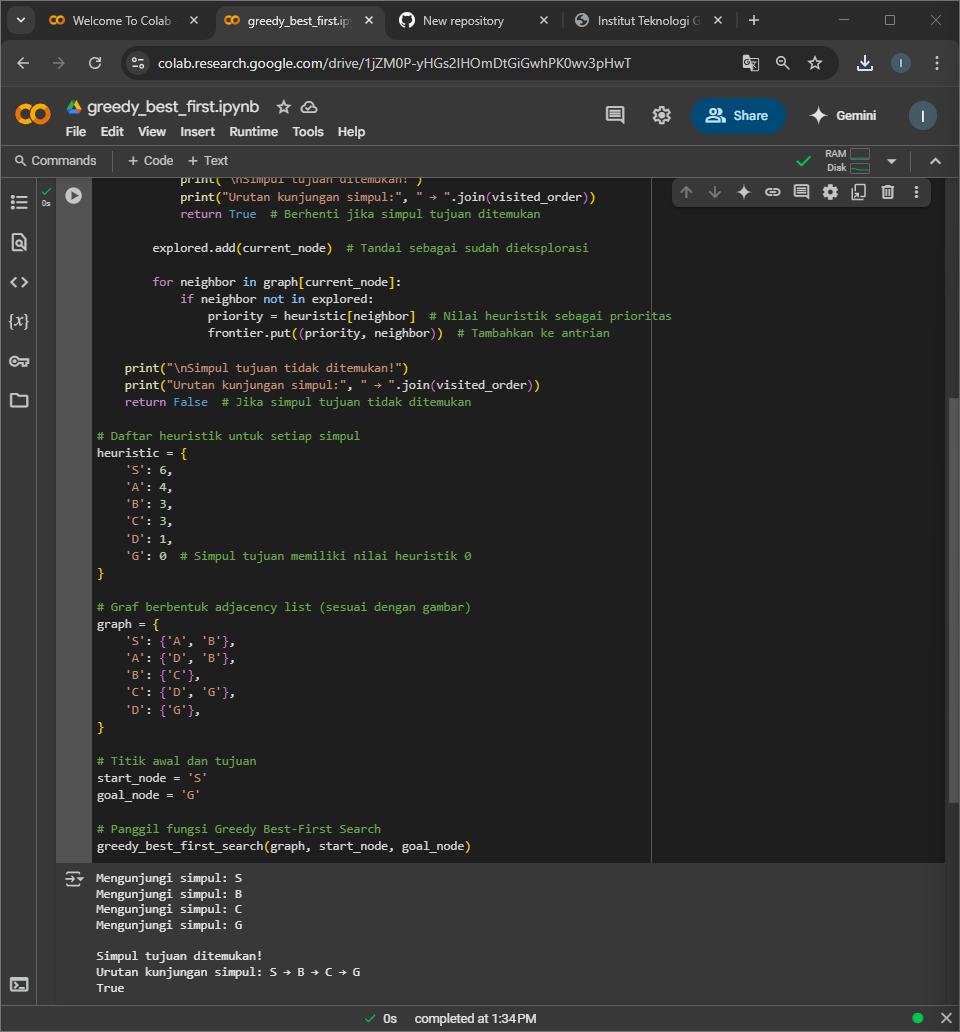 Welcome To Colab
greedy_best_first.ip
New repository
Institut Teknologi G
colab.research.google.com/drive/1jZM0P-yHGs2IHOmDtGiGwhPK0wv3pHwT
I
greedy_best_first.ipynb
File Edit View Insert Runtime Tools Help
Share
Gemini
I
Commands + Code + Text
RAM
Disk
0s
print("\nSimpul tujuan ditemukan!")
print("Urutan kunjungan simpul:", " → ".join(visited_order))
return True # Berhenti jika simpul tujuan ditemukan
explored.add(current_node) # Tandai sebagai sudah dieksplorasi
for neighbor in graph[current_node]:
if neighbor not in explored:
priority = heuristic[neighbor] # Nilai heuristik sebagai prioritas
frontier.put((priority, neighbor)) # Tambahkan ke antrian
print("\nSimpul tujuan tidak ditemukan!")
print("Urutan kunjungan simpul:", " → ".join(visited_order))
return False # Jika simpul tujuan tidak ditemukan
# Daftar heuristik untuk setiap simpul
heuristic = {
'S': 6,
'A': 4,
'B': 3,
'C': 3,
'D': 1,
'G': 0 # Simpul tujuan memiliki nilai heuristik 0
}
# Graf berbentuk adjacency list (sesuai dengan gambar)
graph = {
'S': {'A', 'B'},
'A': {'D', 'B'},
'B': {'C'},
'C': {'D', 'G'},
'D': {'G'},
}
# Titik awal dan tujuan
start_node = 'S'
goal_node = 'G'
# Panggil fungsi Greedy Best-First Search
greedy_best_first_search(graph, start_node, goal_node)
Mengunjungi simpul: S
Mengunjungi simpul: B
Mengunjungi simpul: C
Mengunjungi simpul: G
Simpul tujuan ditemukan!
Urutan kunjungan simpul: S → B → C → G
True
0s completed at 1:34 PM